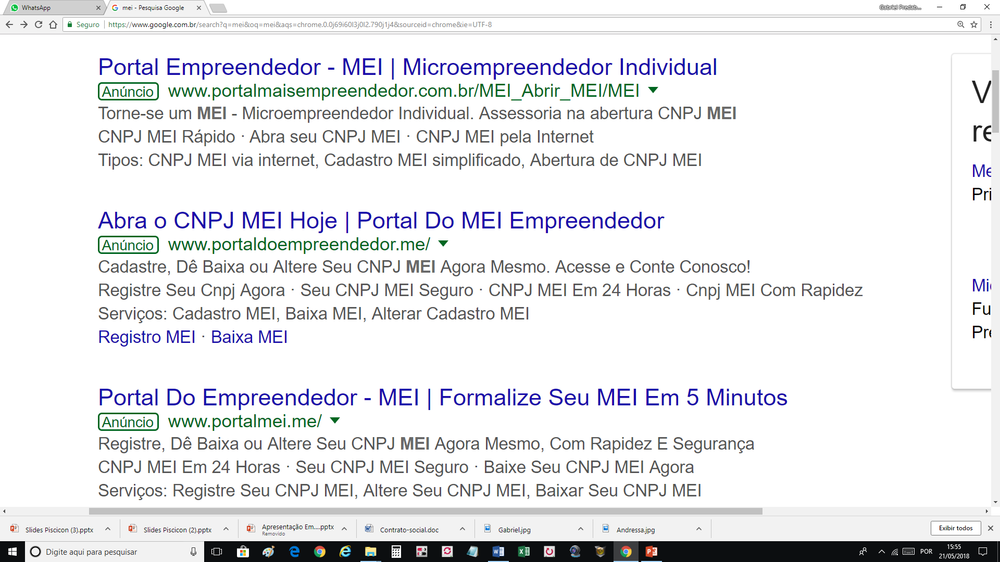 WhatsApp
mei - Pesquisa Google
Gabriel Predab...
Seguro
https://www.google.com.br/search?q=mei&oq=mei&aqs=chrome.0.0j69i60l3j0l2.790j1j4&sourceid=chrome&ie=UTF-8
Portal Empreendedor - MEI | Microempreendedor Individual
Anúncio www.portalmaisempreendedor.com.br/MEI_Abrir_MEI/MEI
Torne-se um MEI - Microempreendedor Individual. Assessoria na abertura CNPJ MEI
CNPJ MEI Rápido · Abra seu CNPJ MEI · CNPJ MEI pela Internet
Tipos: CNPJ MEI via internet, Cadastro MEI simplificado, Abertura de CNPJ MEI
Abra o CNPJ MEI Hoje | Portal Do MEI Empreendedor
Anúncio www.portaldoempreendedor.me/
Cadastre, Dê Baixa ou Altere Seu CNPJ MEI Agora Mesmo. Acesse e Conte Conosco!
Registre Seu Cnpj Agora · Seu CNPJ MEI Seguro · CNPJ MEI Em 24 Horas · Cnpj MEI Com Rapidez
Serviços: Cadastro MEI, Baixa MEI, Alterar Cadastro MEI
Registro MEI · Baixa MEI
Portal Do Empreendedor - MEI | Formalize Seu MEI Em 5 Minutos
Anúncio www.portalmei.me/
Registre, Dê Baixa ou Altere Seu CNPJ MEI Agora Mesmo, Com Rapidez E Segurança
CNPJ MEI Em 24 Horas · Seu CNPJ MEI Seguro · Baixe Seu CNPJ MEI Agora
Serviços: Registre Seu CNPJ MEI, Altere Seu CNPJ MEI, Baixar Seu CNPJ MEI
V
re
Me
Pri
Mi
Fu
Pre
Slides Piscicon (3).pptx
Slides Piscicon (2).pptx
Apresentação Em....pptx
Removido
Contrato-social.doc
Gabriel.jpg
Andressa.jpg
Exibir todos
Digite aqui para pesquisar
POR
15:55
21/05/2018